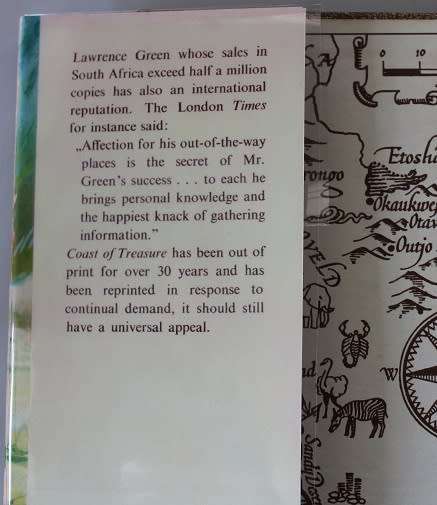 Lawrence Green whose sales in
South Africa exceed half a million
copies has also an international
reputation. The London Times
for instance said:
„Affection for his out-of-the-way
places is the secret of Mr.
Green's success . . . to each he
brings personal knowledge and
the happiest knack of gathering
information.”
Coast of Treasure has been out of
print for over 30 years and has
been reprinted in response to
continual demand, it should still
have a universal appeal.
0 10
Etosha
Okaukwe
Otav
Outjo
W